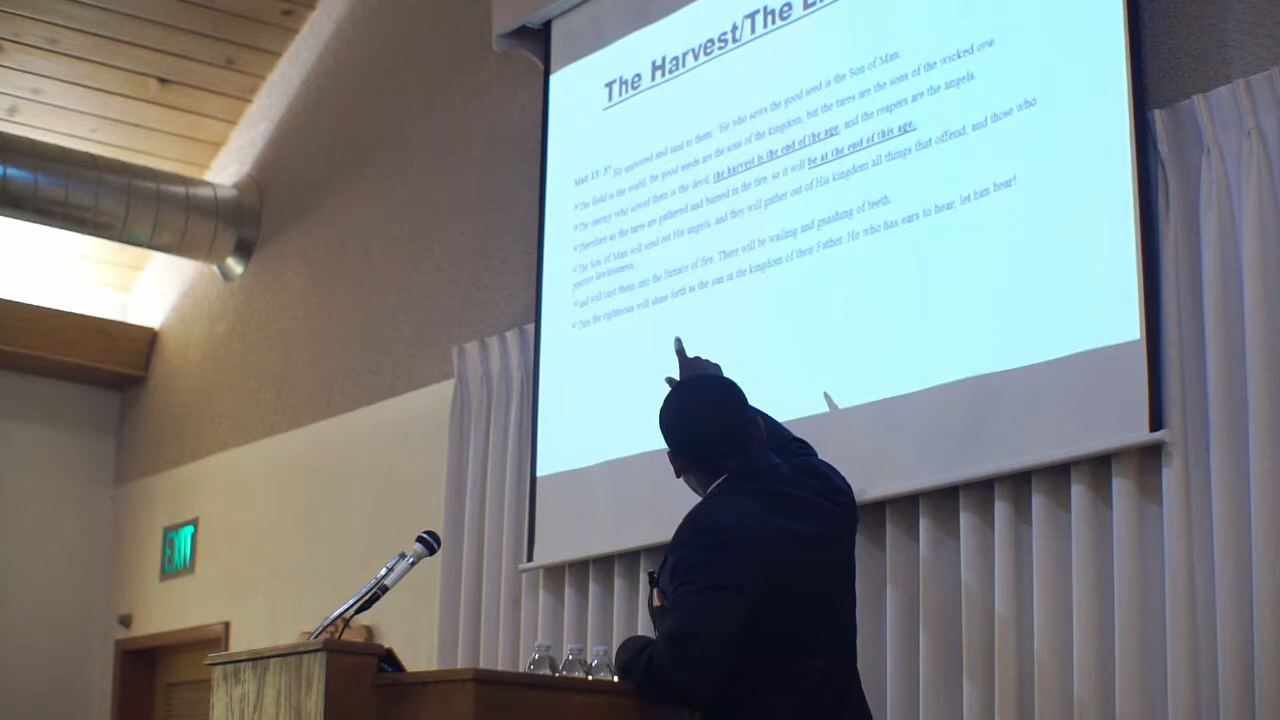 The Harvest/The
Matt 13: 37 He answered and said to them: "He who sows the good seed is the Son of Man.
38 The field is the world, the good seeds are the sons of the kingdom, but the tares are the sons of the wicked one.
39 The enemy who sowed them is the devil, the harvest is the end of the age, and the reapers are the angels.
40 Therefore as the tares are gathered and burned in the fire, so it will be at the end of this age.
41 The Son of Man will send out His angels, and they will gather out of His kingdom all things that offend, and those who
practice lawlessness,
42 and will cast them into the furnace of fire. There will be wailing and gnashing of teeth.
43 Then the righteous will shine forth as the sun in the kingdom of their Father. He who has ears to hear, let him hear!
EXIT